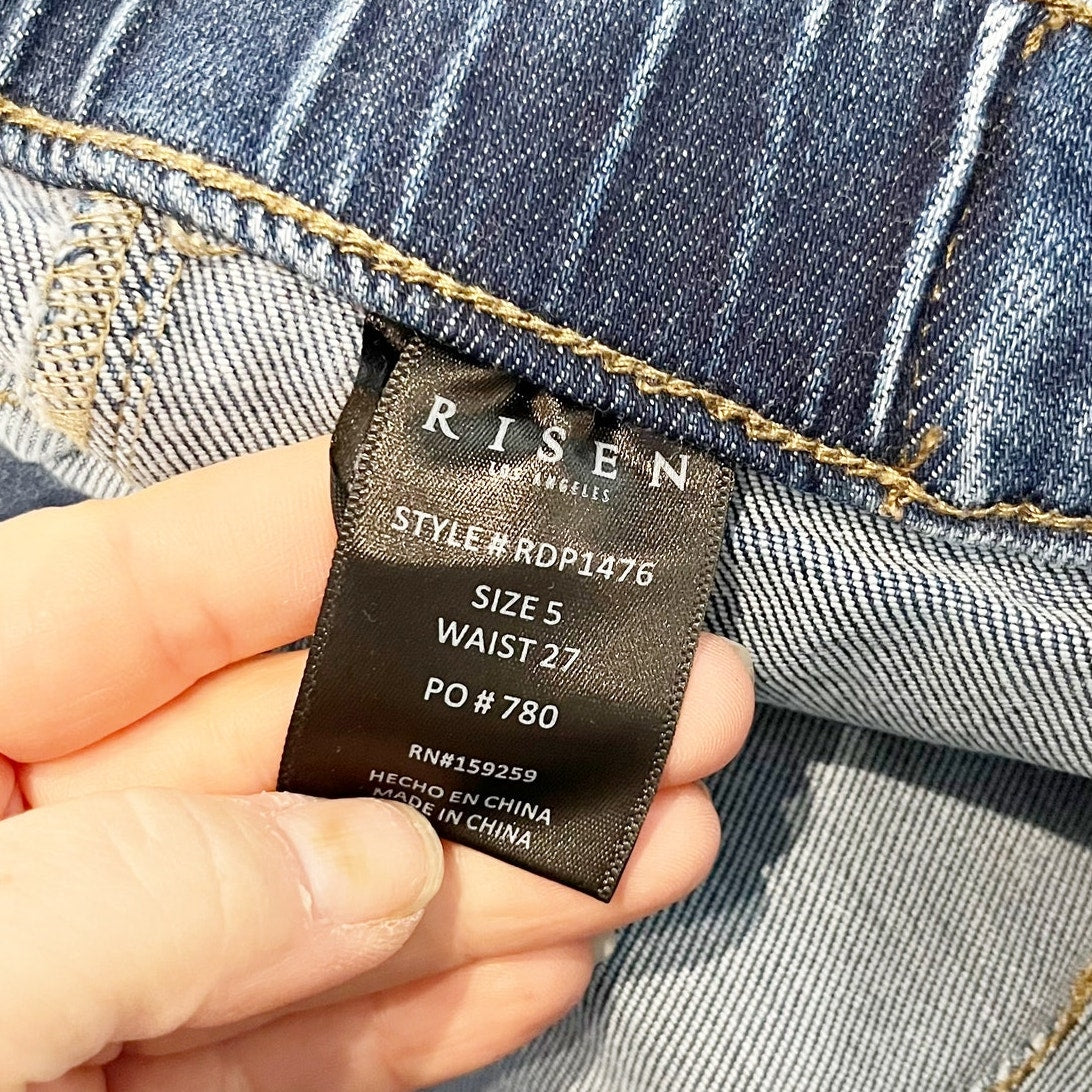 RISEN
LOS ANGELES
STYLE # RDP1476
SIZE 5
WAIST 27
PO # 780
RN#159259
HECHO EN CHINA
MADE IN CHINA